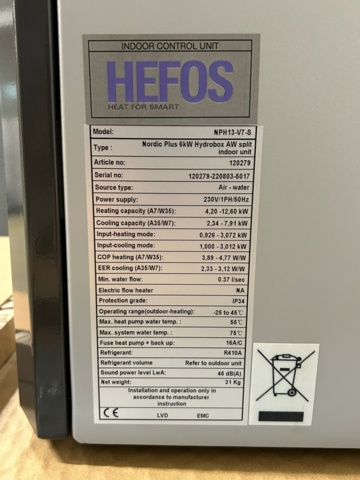 INDOOR CONTROL UNIT
HEFOS
HEAT FOR SMART
Model: NPH13-V7-S
Type : Nordic Plus 6kW Hydrobox AW split
indoor unit
Article no: 120279
Serial no: 120279-220803-5017
Source type: Air - water
Power supply: 230V/1PH/50Hz
Heating capacity (A7/W35): 4,20 -12,60 kW
Cooling capacity (A35/W7): 2,34 - 7,91 kW
Input-heating mode: 0,926 - 3,072 kW
Input-cooling mode: 1,000 - 3,012 kW
COP heating (A7/W35): 3,89 - 4,77 W/W
EER cooling (A35/W7): 2,33 - 3,12 W/W
Min. water flow: 0.37 l/sec
Electric flow heater NA
Protection grade: IP34
Operating range(outdoor-heating): -25 to 45℃
Max. heat pump water temp. : 55℃
Max. system water temp.: 75℃
Fuse heat pump + back up: 16A/C
Refrigerant: R410A
Refrigerant volume Refer to outdoor unit
Sound power level LwA: 46 dB(A)
Net weight: 31 Kg
Installation and operation only in
accordance to manufacturer
instruction
CE LVD EMC